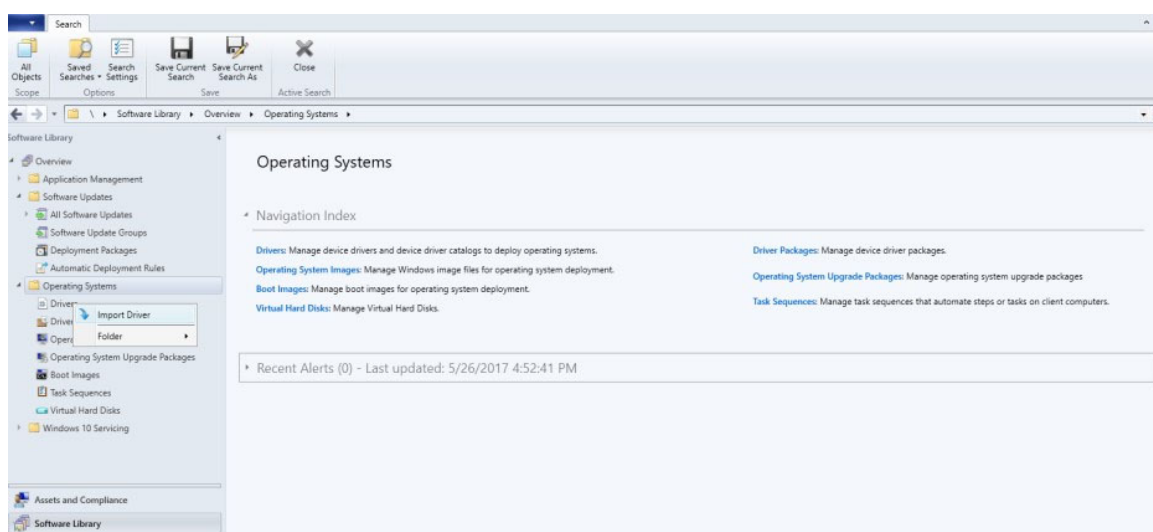 Search
All Objects
Saved Searches
Search Settings
Save Current Search
Save Current Search As
Close
Scope
Options
Save
Active Search
\ Software Library Overview Operating Systems
Software Library
Overview
Application Management
Software Updates
All Software Updates
Software Update Groups
Deployment Packages
Automatic Deployment Rules
Operating Systems
Drivers
Import Driver
Folder
Operating System Upgrade Packages
Boot Images
Task Sequences
Virtual Hard Disks
Windows 10 Servicing
Assets and Compliance
Software Library
Operating Systems
Navigation Index
Drivers: Manage device drivers and device driver catalogs to deploy operating systems.
Operating System Images: Manage Windows image files for operating system deployment.
Boot Images: Manage boot images for operating system deployment.
Virtual Hard Disks: Manage Virtual Hard Disks.
Driver Packages: Manage device driver packages.
Operating System Upgrade Packages: Manage operating system upgrade packages
Task Sequences: Manage task sequences that automate steps or tasks on client computers.
Recent Alerts (0) - Last updated: 5/26/2017 4:52:41 PM